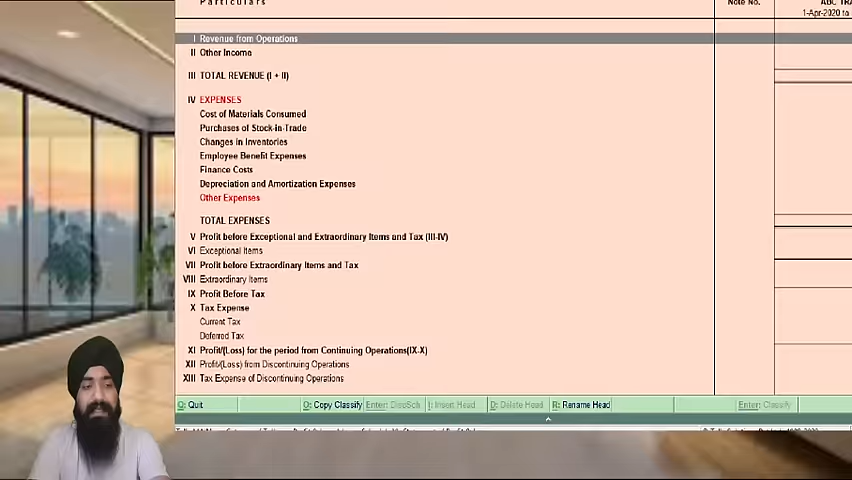 Particulars
Note No.
ABC TRA
1-Apr-2020 to
I Revenue from Operations
II Other Income
III TOTAL REVENUE (I + II)
IV EXPENSES
Cost of Materials Consumed
Purchases of Stock-in-Trade
Changes in Inventories
Employee Benefit Expenses
Finance Costs
Depreciation and Amortization Expenses
Other Expenses
TOTAL EXPENSES
V Profit before Exceptional and Extraordinary Items and Tax (III-IV)
VI Exceptional Items
VII Profit before Extraordinary Items and Tax
VIII Extraordinary Items
IX Profit Before Tax
X Tax Expense
Current Tax
Deferred Tax
XI Profit/(Loss) for the period from Continuing Operations(IX-X)
XII Profit/(Loss) from Discontinuing Operations
XIII Tax Expense of Discontinuing Operations
Q: Quit O: Copy Classify Enter: DiscSch I: Insert Head D: Delete Head R: Rename Head Enter: Classify